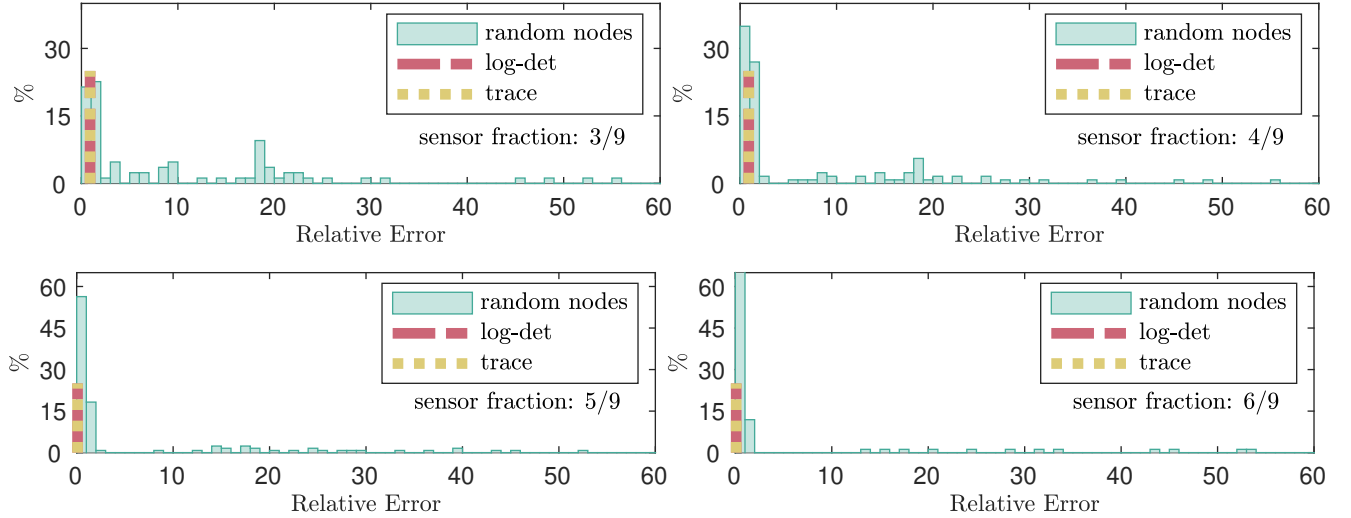 random nodes
log-det
trace
sensor fraction: 3/9
%
30
15
0
0 10 20 30 40 50 60
Relative Error
random nodes
log-det
trace
sensor fraction: 4/9
%
30
15
0
0 10 20 30 40 50 60
Relative Error
random nodes
log-det
trace
sensor fraction: 5/9
%
60
45
30
15
0
0 10 20 30 40 50 60
Relative Error
random nodes
log-det
trace
sensor fraction: 6/9
%
60
45
30
15
0
0 10 20 30 40 50 60
Relative Error